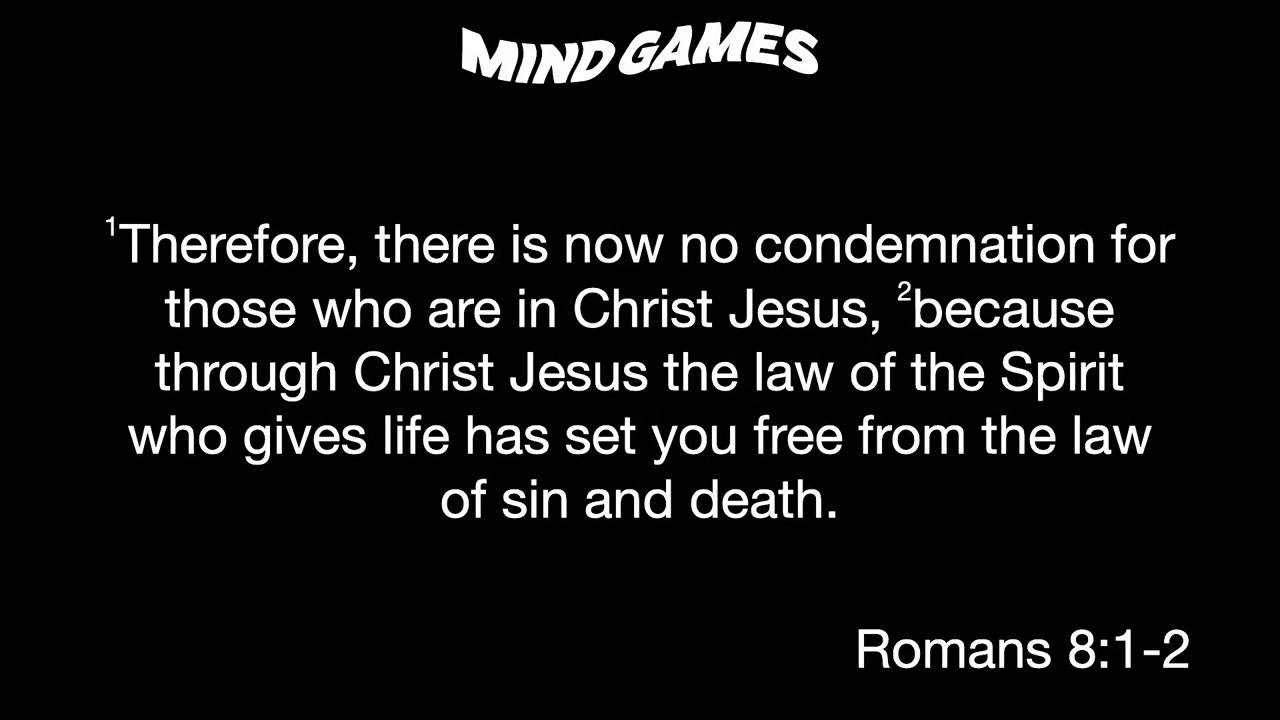 MIND GAMES
¹Therefore, there is now no condemnation for
those who are in Christ Jesus, ²because
through Christ Jesus the law of the Spirit
who gives life has set you free from the law
of sin and death.
Romans 8:1-2